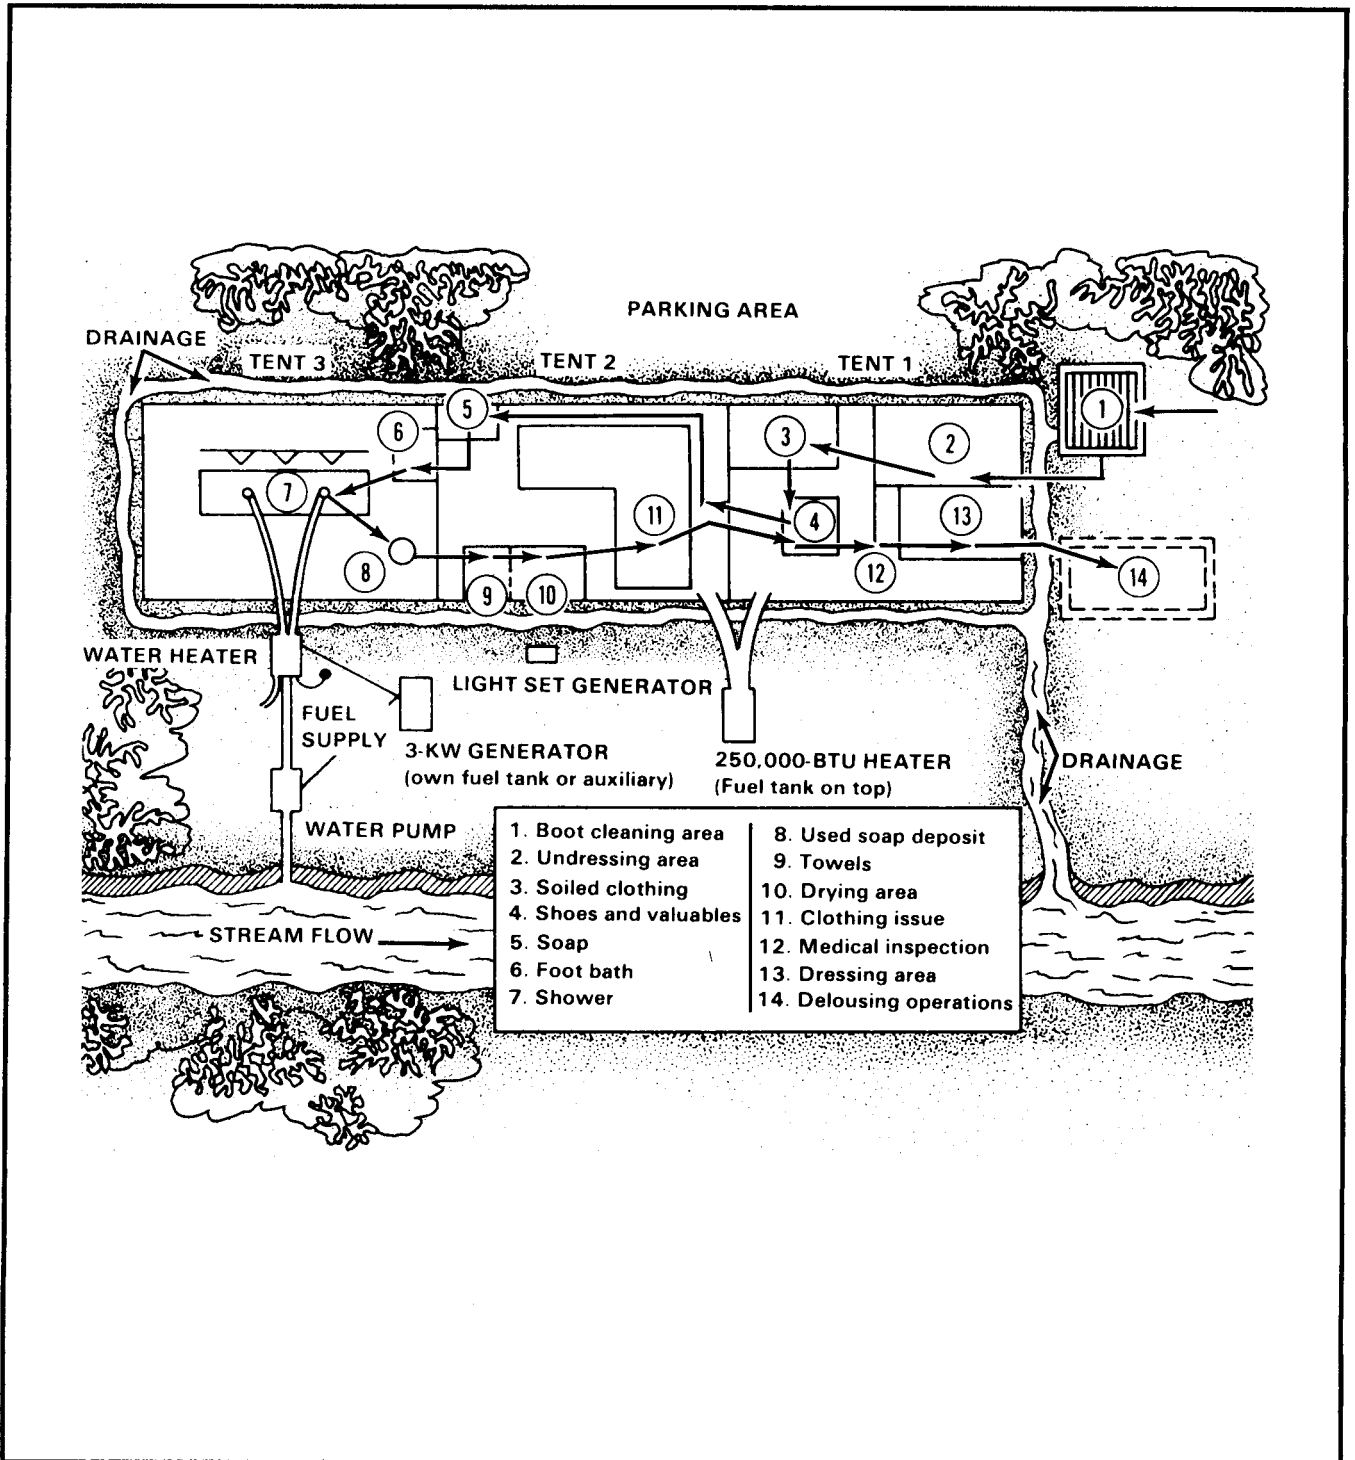 PARKING AREA
DRAINAGE
TENT 3
TENT 2
TENT 1
1
2
3
4
5
6
7
8
9
10
11
12
13
14
WATER HEATER
LIGHT SET GENERATOR
FUEL
SUPPLY
3-KW GENERATOR
(own fuel tank or auxiliary)
250,000-BTU HEATER
(Fuel tank on top)
DRAINAGE
WATER PUMP
STREAM FLOW
1. Boot cleaning area
2. Undressing area
3. Soiled clothing
4. Shoes and valuables
5. Soap
6. Foot bath
7. Shower
8. Used soap deposit
9. Towels
10. Drying area
11. Clothing issue
12. Medical inspection
13. Dressing area
14. Delousing operations